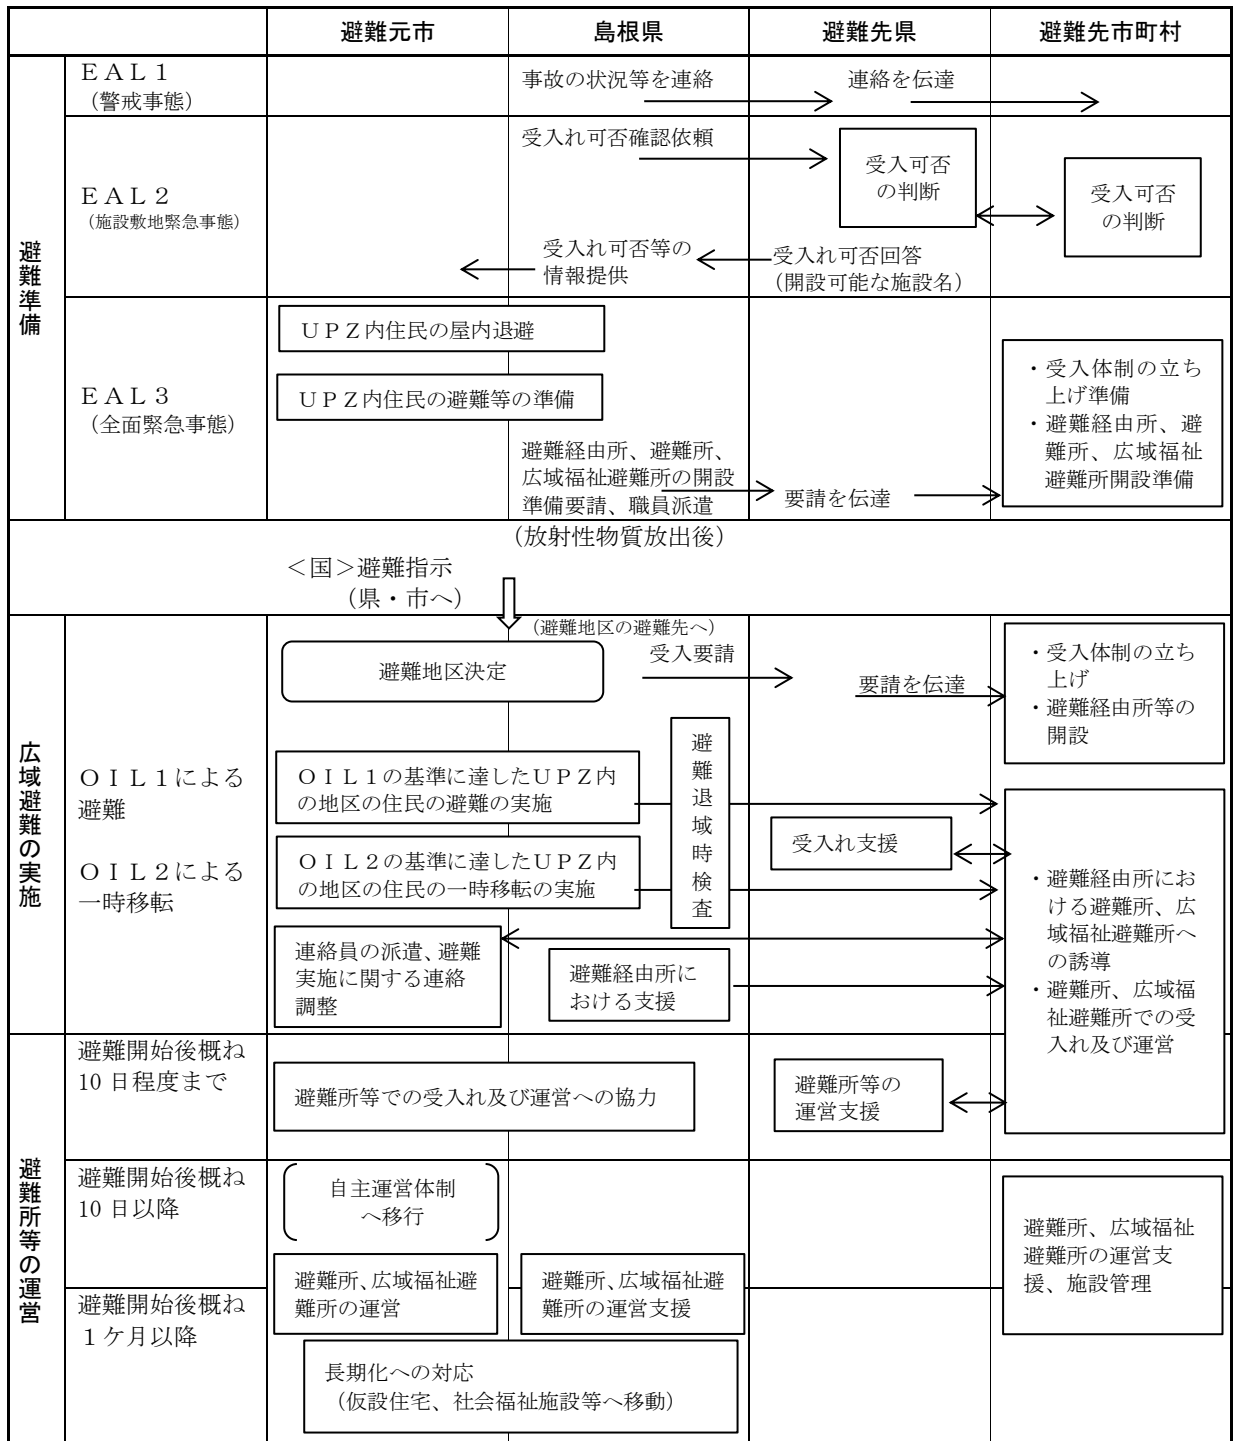 避難元市
島根県
避難先県
避難先市町村
避難準備
ＥＡＬ１
（警戒事態）
事故の状況等を連絡
連絡を伝達
ＥＡＬ２
（施設敷地緊急事態）
受入れ可否確認依頼
受入可否
の判断
受入可否
の判断
受入れ可否等の
情報提供
受入れ可否回答
（開設可能な施設名）
ＥＡＬ３
（全面緊急事態）
ＵＰＺ内住民の屋内退避
ＵＰＺ内住民の避難等の準備
避難経由所、避難所、
広域福祉避難所の開設
準備要請、職員派遣
要請を伝達
・受入体制の立ち
上げ準備
・避難経由所、避
難所、広域福祉
避難所開設準備
（放射性物質放出後）
＜国＞避難指示
（県・市へ）
広域避難の実施
ＯＩＬ１による
避難
ＯＩＬ２による
一時移転
避難地区決定
（避難地区の避難先へ）
受入要請
要請を伝達
・受入体制の立ち
上げ
・避難経由所等の
開設
ＯＩＬ１の基準に達したＵＰＺ内
の地区の住民の避難の実施
避難退域時検査
ＯＩＬ２の基準に達したＵＰＺ内
の地区の住民の一時移転の実施
受入れ支援
・避難経由所にお
ける避難所、広
域福祉避難所へ
の誘導
・避難所、広域福
祉避難所での受
入れ及び運営
連絡員の派遣、避難
実施に関する連絡
調整
避難経由所に
おける支援
避難所等の運営
避難開始後概ね
10 日程度まで
避難所等での受入れ及び運営への協力
避難所等の
運営支援
避難開始後概ね
10 日以降
自主運営体制
へ移行
避難所、広域福祉避
難所の運営
避難所、広域福祉避
難所の運営支援
避難所、広域福祉
避難所の運営支
援、施設管理
避難開始後概ね
１ケ月以降
長期化への対応
（仮設住宅、社会福祉施設等へ移動）